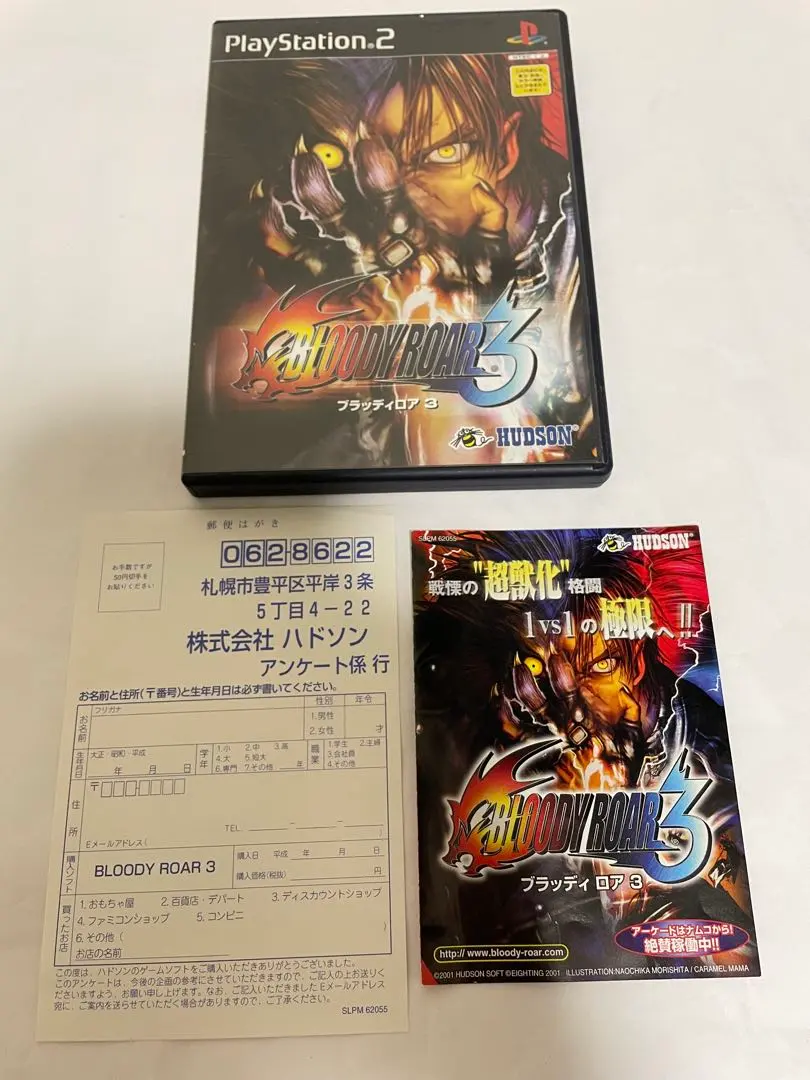 PlayStation®2
NTSC J
BLOODY ROAR 3
ブラッディロア 3
HUDSON®
郵便はがき
お手数ですが
50円切手を
お貼りください
062-8622
札幌市豊平区平岸3条
5丁目4-22
株式会社 ハドソン
アンケート係 行
お名前と住所(〒番号)と生年月日は必ず書いてください。
フリガナ
お名前
性別
年令
1.男性
2.女性
才
生年月日
大正・昭和・平成
年 月 日
学年
1.小 2.中 3.高
4.大 5.短大
6.専門 7.その他 年
職業
1.学生 2.主婦
3.会社員
4.その他
住所
〒
TEL. ― ―
Eメールアドレス( )
購入ソフト
BLOODY ROAR 3
購入日 平成 年 月 日
購入価格(税抜) 円
買ったお店
1.おもちゃ屋 2.百貨店・デパート 3.ディスカウントショップ
4.ファミコンショップ 5.コンビニ
6.その他( )
お店の名前
この度は、ハドソンのゲームソフトをご購入いただきありがとうございました。
このアンケートは、今後の企画の参考にさせていただきますので、ご記入の上お送りく
ださいますよう、お願い申し上げます。なお、ご記入いただきましたEメールアドレス
宛に、ご案内を送らせていただく場合がありますので、ご了承ください。
SLPM 62055
SLPM 62055
HUDSON®
戦慄の"超獣化"格闘
1vs1の極限へ!!
BLOODY ROAR 3
ブラッディ ロア 3
アーケードはナムコから!
絶賛稼働中!!
http://www.bloody-roar.com
©2001 HUDSON SOFT ©EIGHTING 2001 ILLUSTRATION:NAOCHIKA MORISHITA / CARAMEL MAMA